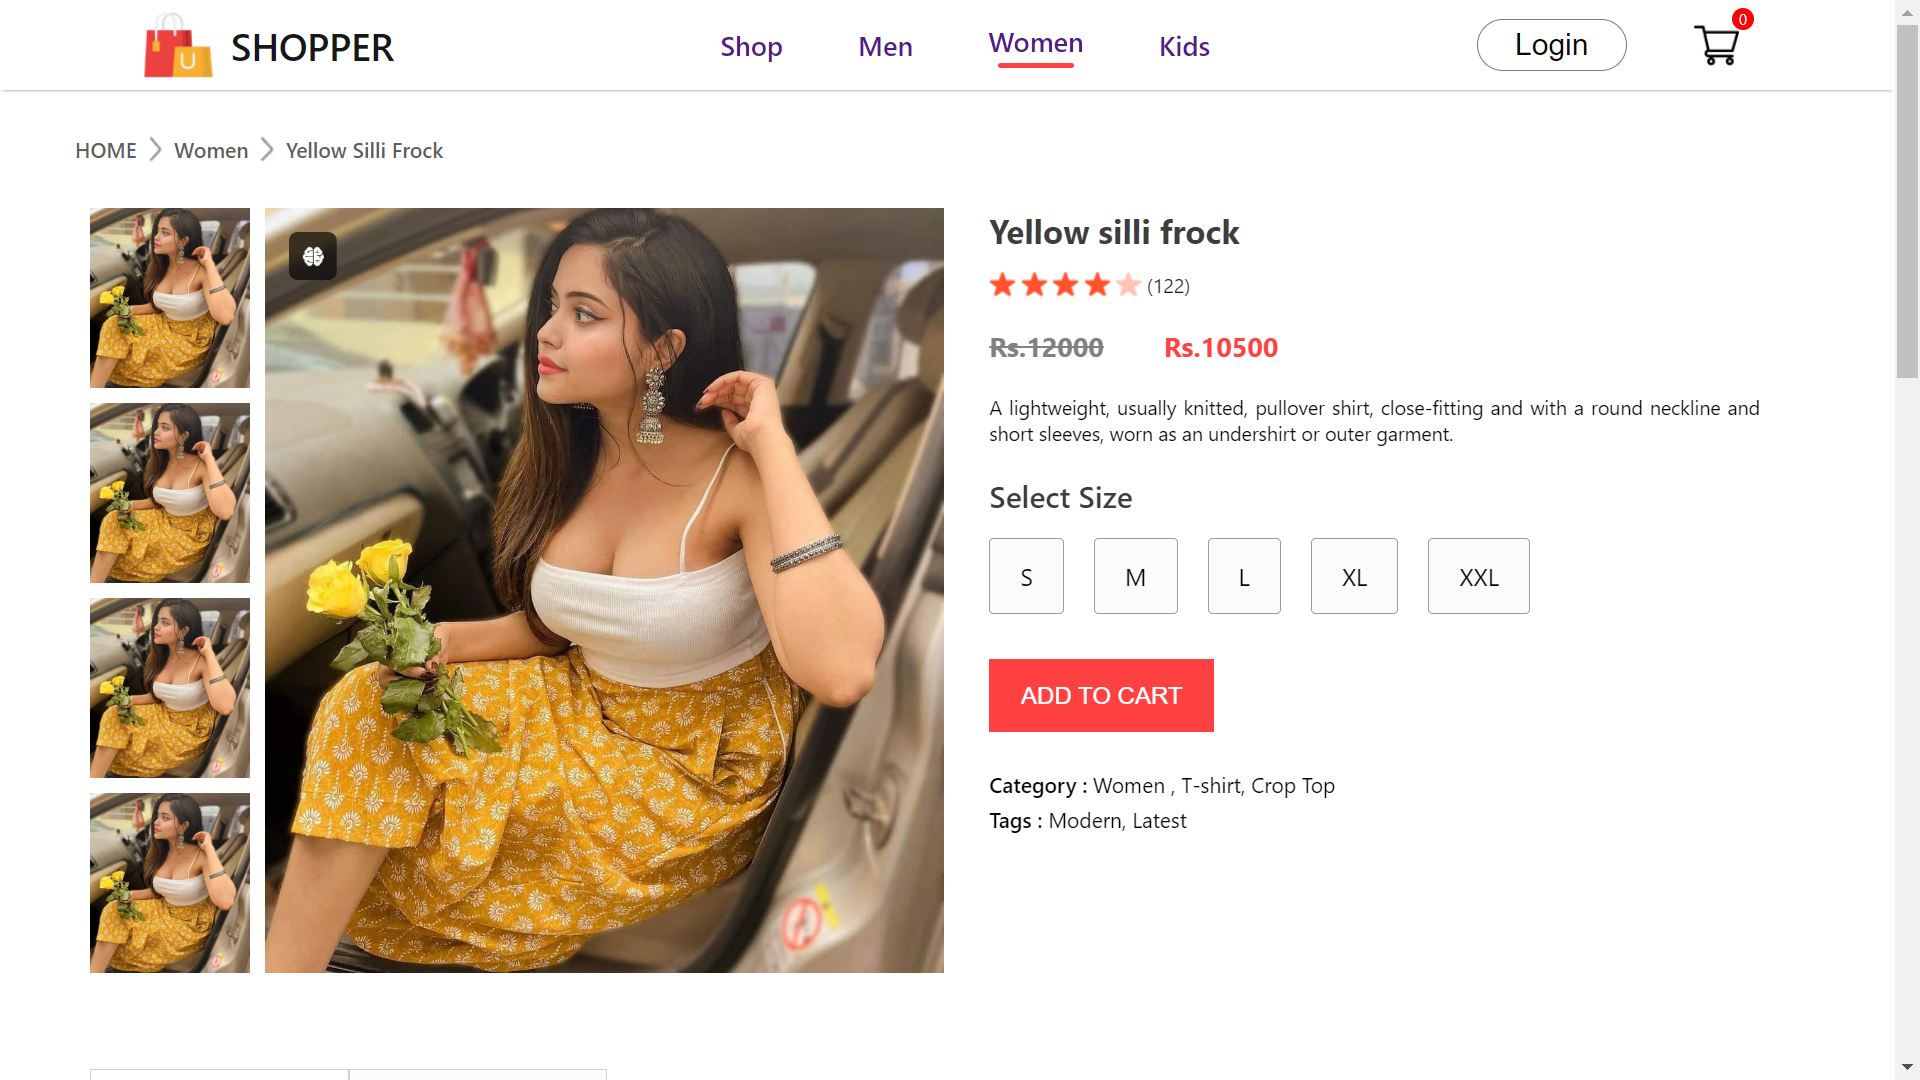 SHOPPER
Shop
Men
Women
Kids
Login
0
HOME
Women
Yellow Silli Frock
Yellow silli frock
(122)
Rs.12000
Rs.10500
A lightweight, usually knitted, pullover shirt, close-fitting and with a round neckline and
short sleeves, worn as an undershirt or outer garment.
Select Size
S
M
L
XL
XXL
ADD TO CART
Category : Women , T-shirt, Crop Top
Tags : Modern, Latest